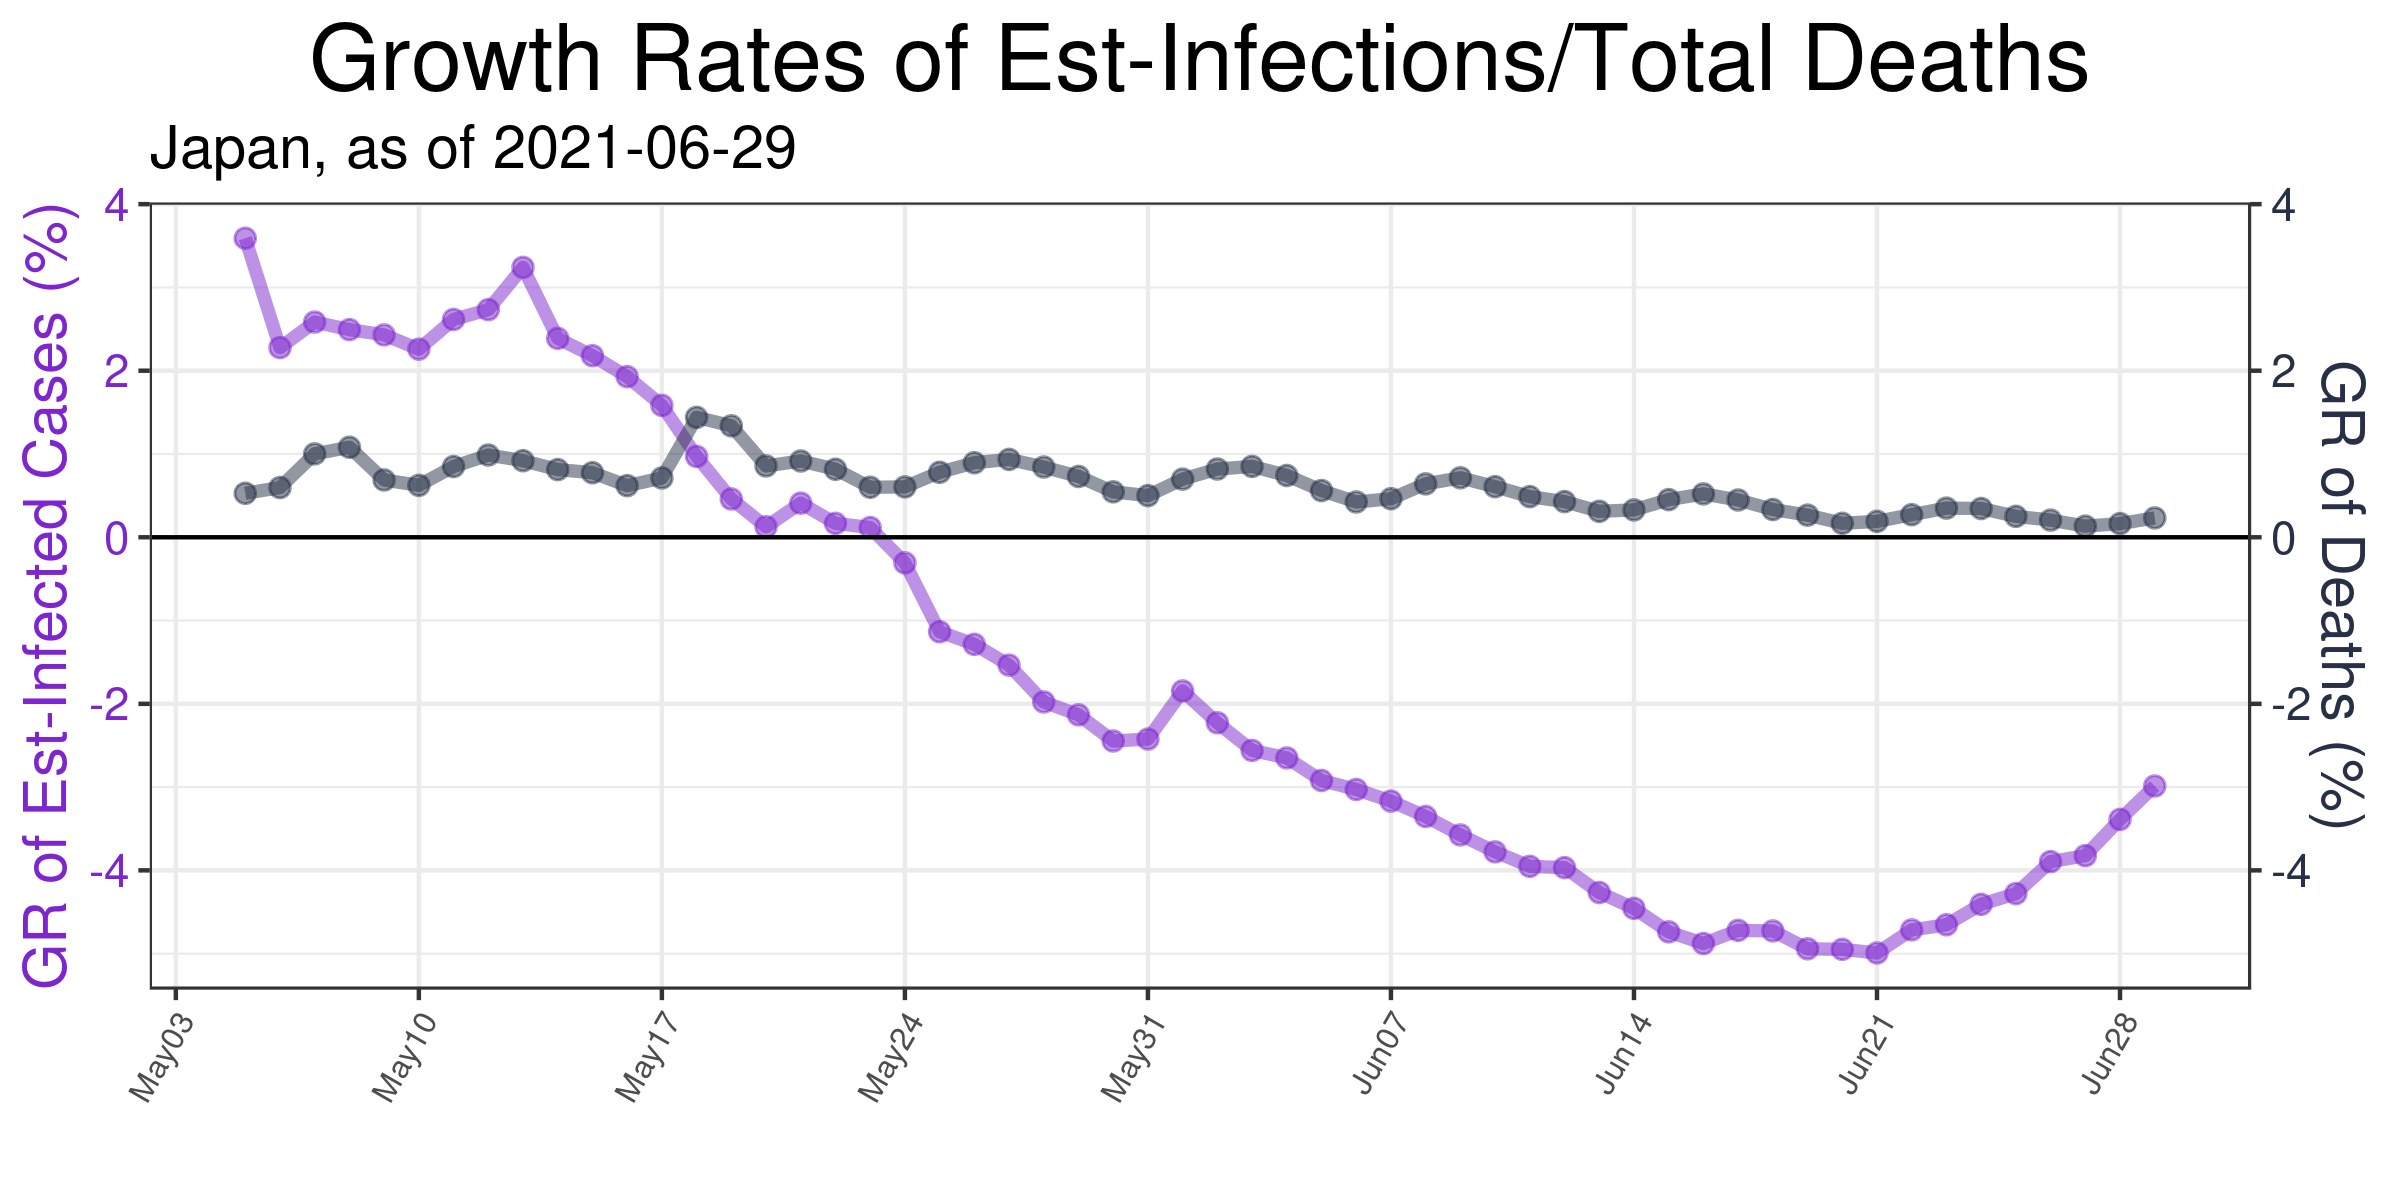 Growth Rates of Est-Infections/Total Deaths
Japan, as of 2021-06-29
GR of Est-Infected Cases (%)
4
2
0
-2
-4
4
2
0
-2
-4
GR of Deaths (%)
May03
May10
May17
May24
May31
Jun07
Jun14
Jun21
Jun28